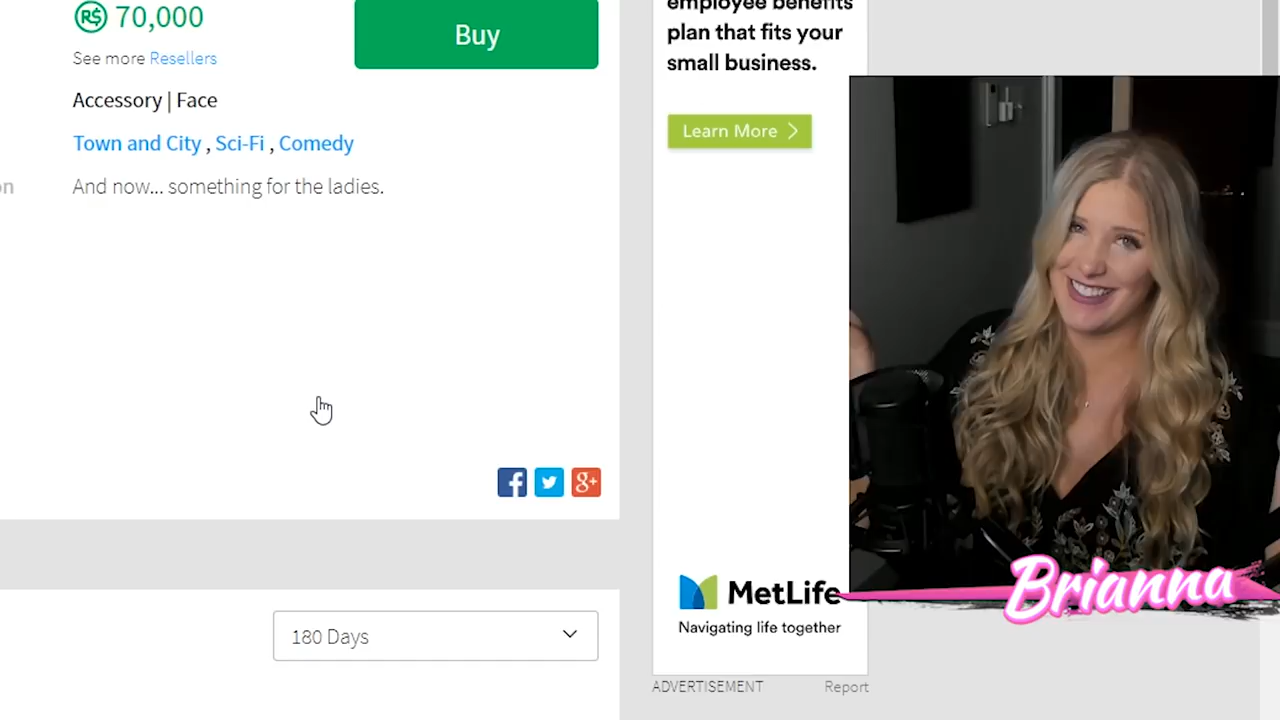 R$ 70,000
Buy
See more Resellers
Accessory | Face
Town and City , Sci-Fi , Comedy
on
And now... something for the ladies.
180 Days
employee benefits
plan that fits your
small business.
Learn More
MetLife
Navigating life together
ADVERTISEMENT Report
Brianna